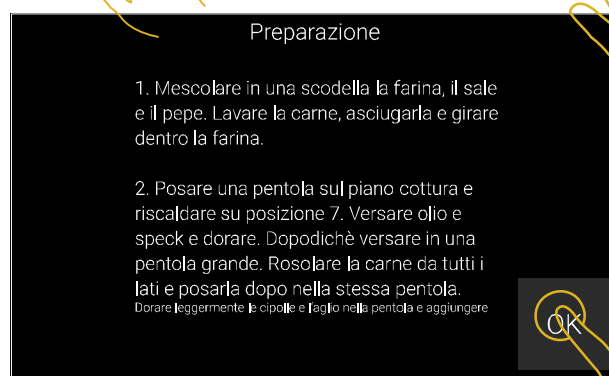 Preparazione
1. Mescolare in una scodella la farina, il sale
e il pepe. Lavare la carne, asciugarla e girare
dentro la farina.
2. Posare una pentola sul piano cottura e
riscaldare su posizione 7. Versare olio e
speck e dorare. Dopodichè versare in una
pentola grande. Rosolare la carne da tutti i
lati e posarla dopo nella stessa pentola.
Dorare leggermente le cipolle e l'aglio nella pentola e aggiungere
OK